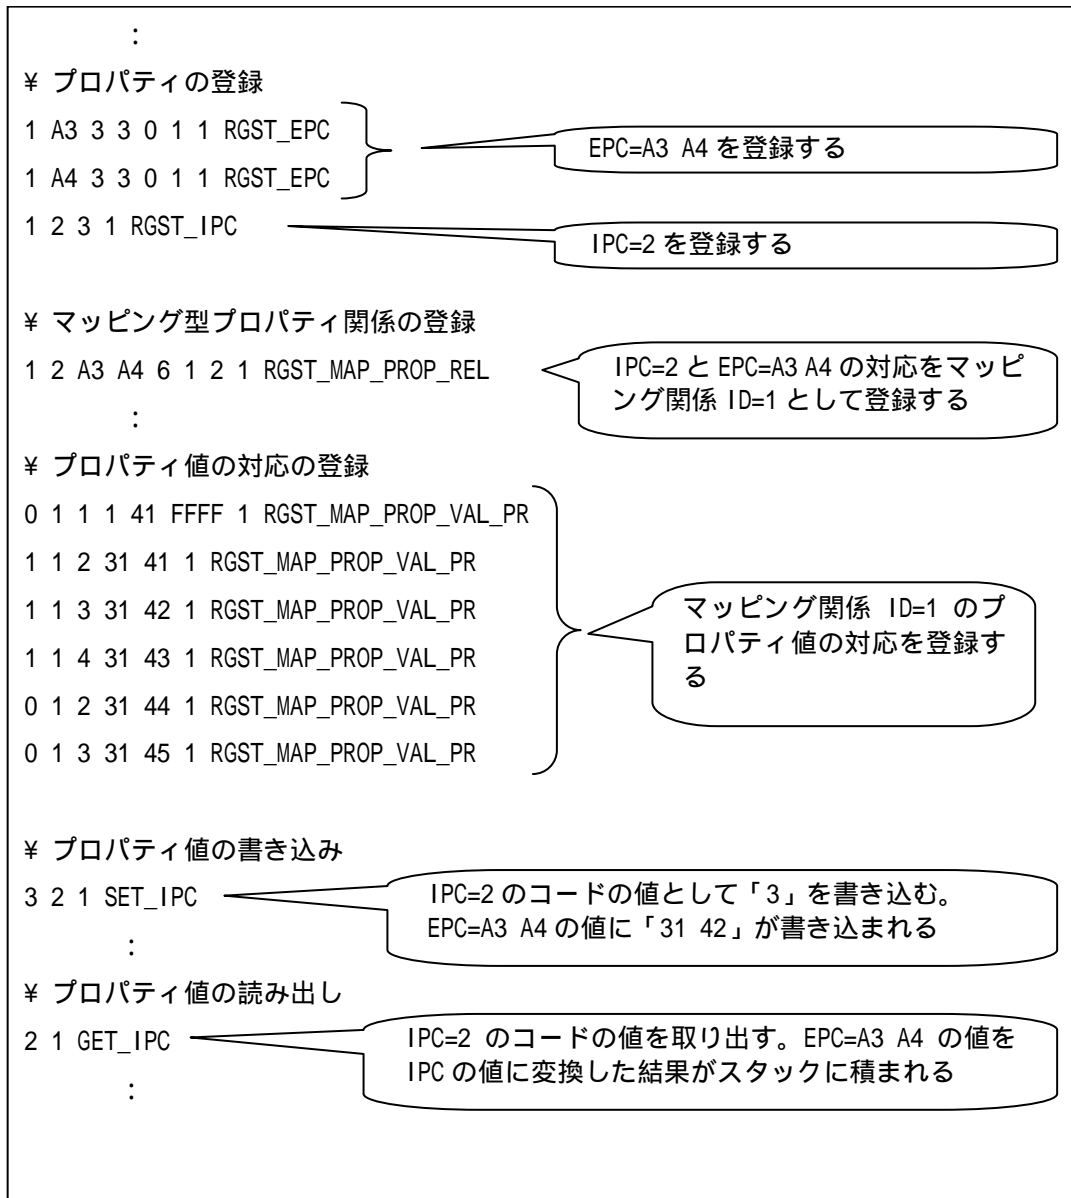 :
¥ プロパティの登録
1 A3 3 3 0 1 1 RGST_EPC
1 A4 3 3 0 1 1 RGST_EPC
EPC=A3 A4 を登録する
1 2 3 1 RGST_IPC
IPC=2 を登録する
¥ マッピング型プロパティ関係の登録
1 2 A3 A4 6 1 2 1 RGST_MAP_PROP_REL
IPC=2 と EPC=A3 A4 の対応をマッピ
ング関係 ID=1 として登録する
:
¥ プロパティ値の対応の登録
0 1 1 1 41 FFFF 1 RGST_MAP_PROP_VAL_PR
1 1 2 31 41 1 RGST_MAP_PROP_VAL_PR
1 1 3 31 42 1 RGST_MAP_PROP_VAL_PR
1 1 4 31 43 1 RGST_MAP_PROP_VAL_PR
0 1 2 31 44 1 RGST_MAP_PROP_VAL_PR
0 1 3 31 45 1 RGST_MAP_PROP_VAL_PR
マッピング関係 ID=1 のプ
ロパティ値の対応を登録す
る
¥ プロパティ値の書き込み
3 2 1 SET_IPC
IPC=2 のコードの値として「3」を書き込む。
EPC=A3 A4 の値に「31 42」が書き込まれる
:
¥ プロパティ値の読み出し
2 1 GET_IPC
IPC=2 のコードの値を取り出す。EPC=A3 A4 の値を
IPC の値に変換した結果がスタックに積まれる
: